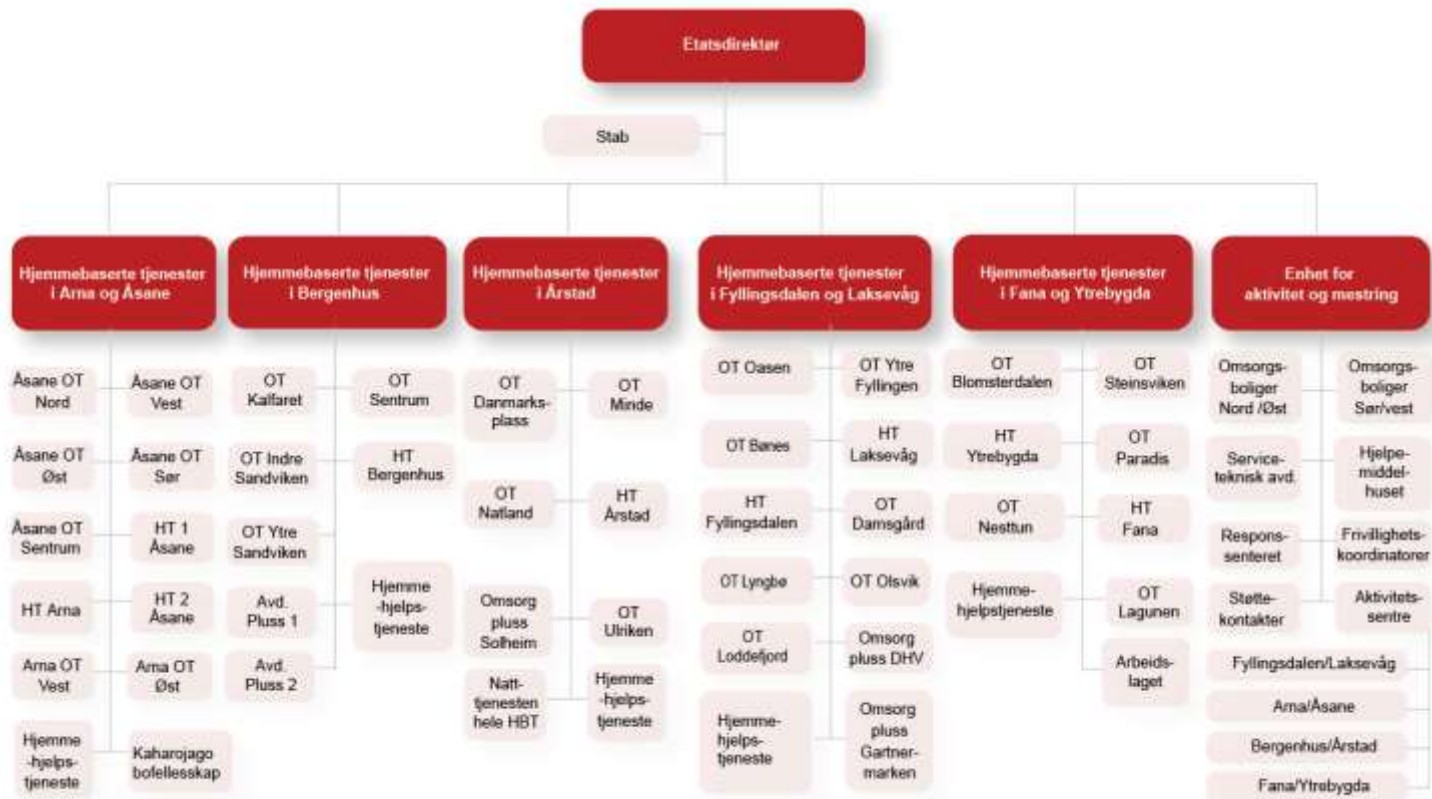 Etatsdirektør
Stab
Hjemmebaserte tjenester
i Arna og Åsane
Hjemmebaserte tjenester
i Bergenhus
Hjemmebaserte tjenester
i Årstad
Hjemmebaserte tjenester
i Fyllingsdalen og Laksevåg
Hjemmebaserte tjenester
i Fana og Ytrebygda
Enhet for
aktivitet og mestring
Åsane OT
Nord
Åsane OT
Vest
Åsane OT
Øst
Åsane OT
Sør
Åsane OT
Sentrum
HT 1
Åsane
HT Arna
HT 2
Åsane
Arna OT
Vest
Arna OT
Øst
Hjemme
-hjelps-
tjeneste
Kaharojago
bofellesskap
OT
Kalfaret
OT
Sentrum
OT Indre
Sandviken
HT
Bergenhus
OT Ytre
Sandviken
Hjemme
-hjelps-
tjeneste
Avd.
Pluss 1
Avd.
Pluss 2
OT
Danmarks-
plass
OT
Minde
OT
Natland
HT
Årstad
Omsorg
pluss
Solheim
OT
Ulriken
Natt-
tjenesten
hele HBT
Hjemme
-hjelps-
tjeneste
OT Oasen
OT Ytre
Fyllingen
OT Bønes
HT
Laksevåg
HT
Fyllingsdalen
OT
Damsgård
OT Lyngbø
OT Olsvik
OT
Loddefjord
Omsorg
pluss DHV
Hjemme-
hjelps-
tjeneste
Omsorg
pluss
Gartner-
marken
OT
Blomsterdalen
OT
Steinsviken
HT
Ytrebygda
OT
Paradis
OT
Nesttun
HT
Fana
Hjemme-
hjelpstjeneste
OT
Lagunen
Arbeids-
laget
Omsorgs-
boliger
Nord /Øst
Omsorgs-
boliger
Sør/vest
Service-
teknisk avd.
Hjelpe-
middel-
huset
Respons-
senteret
Frivillighets-
koordinatorer
Støtte-
kontakter
Aktivitets-
sentre
Fyllingsdalen/Laksevåg
Arna/Åsane
Bergenhus/Årstad
Fana/Ytrebygda